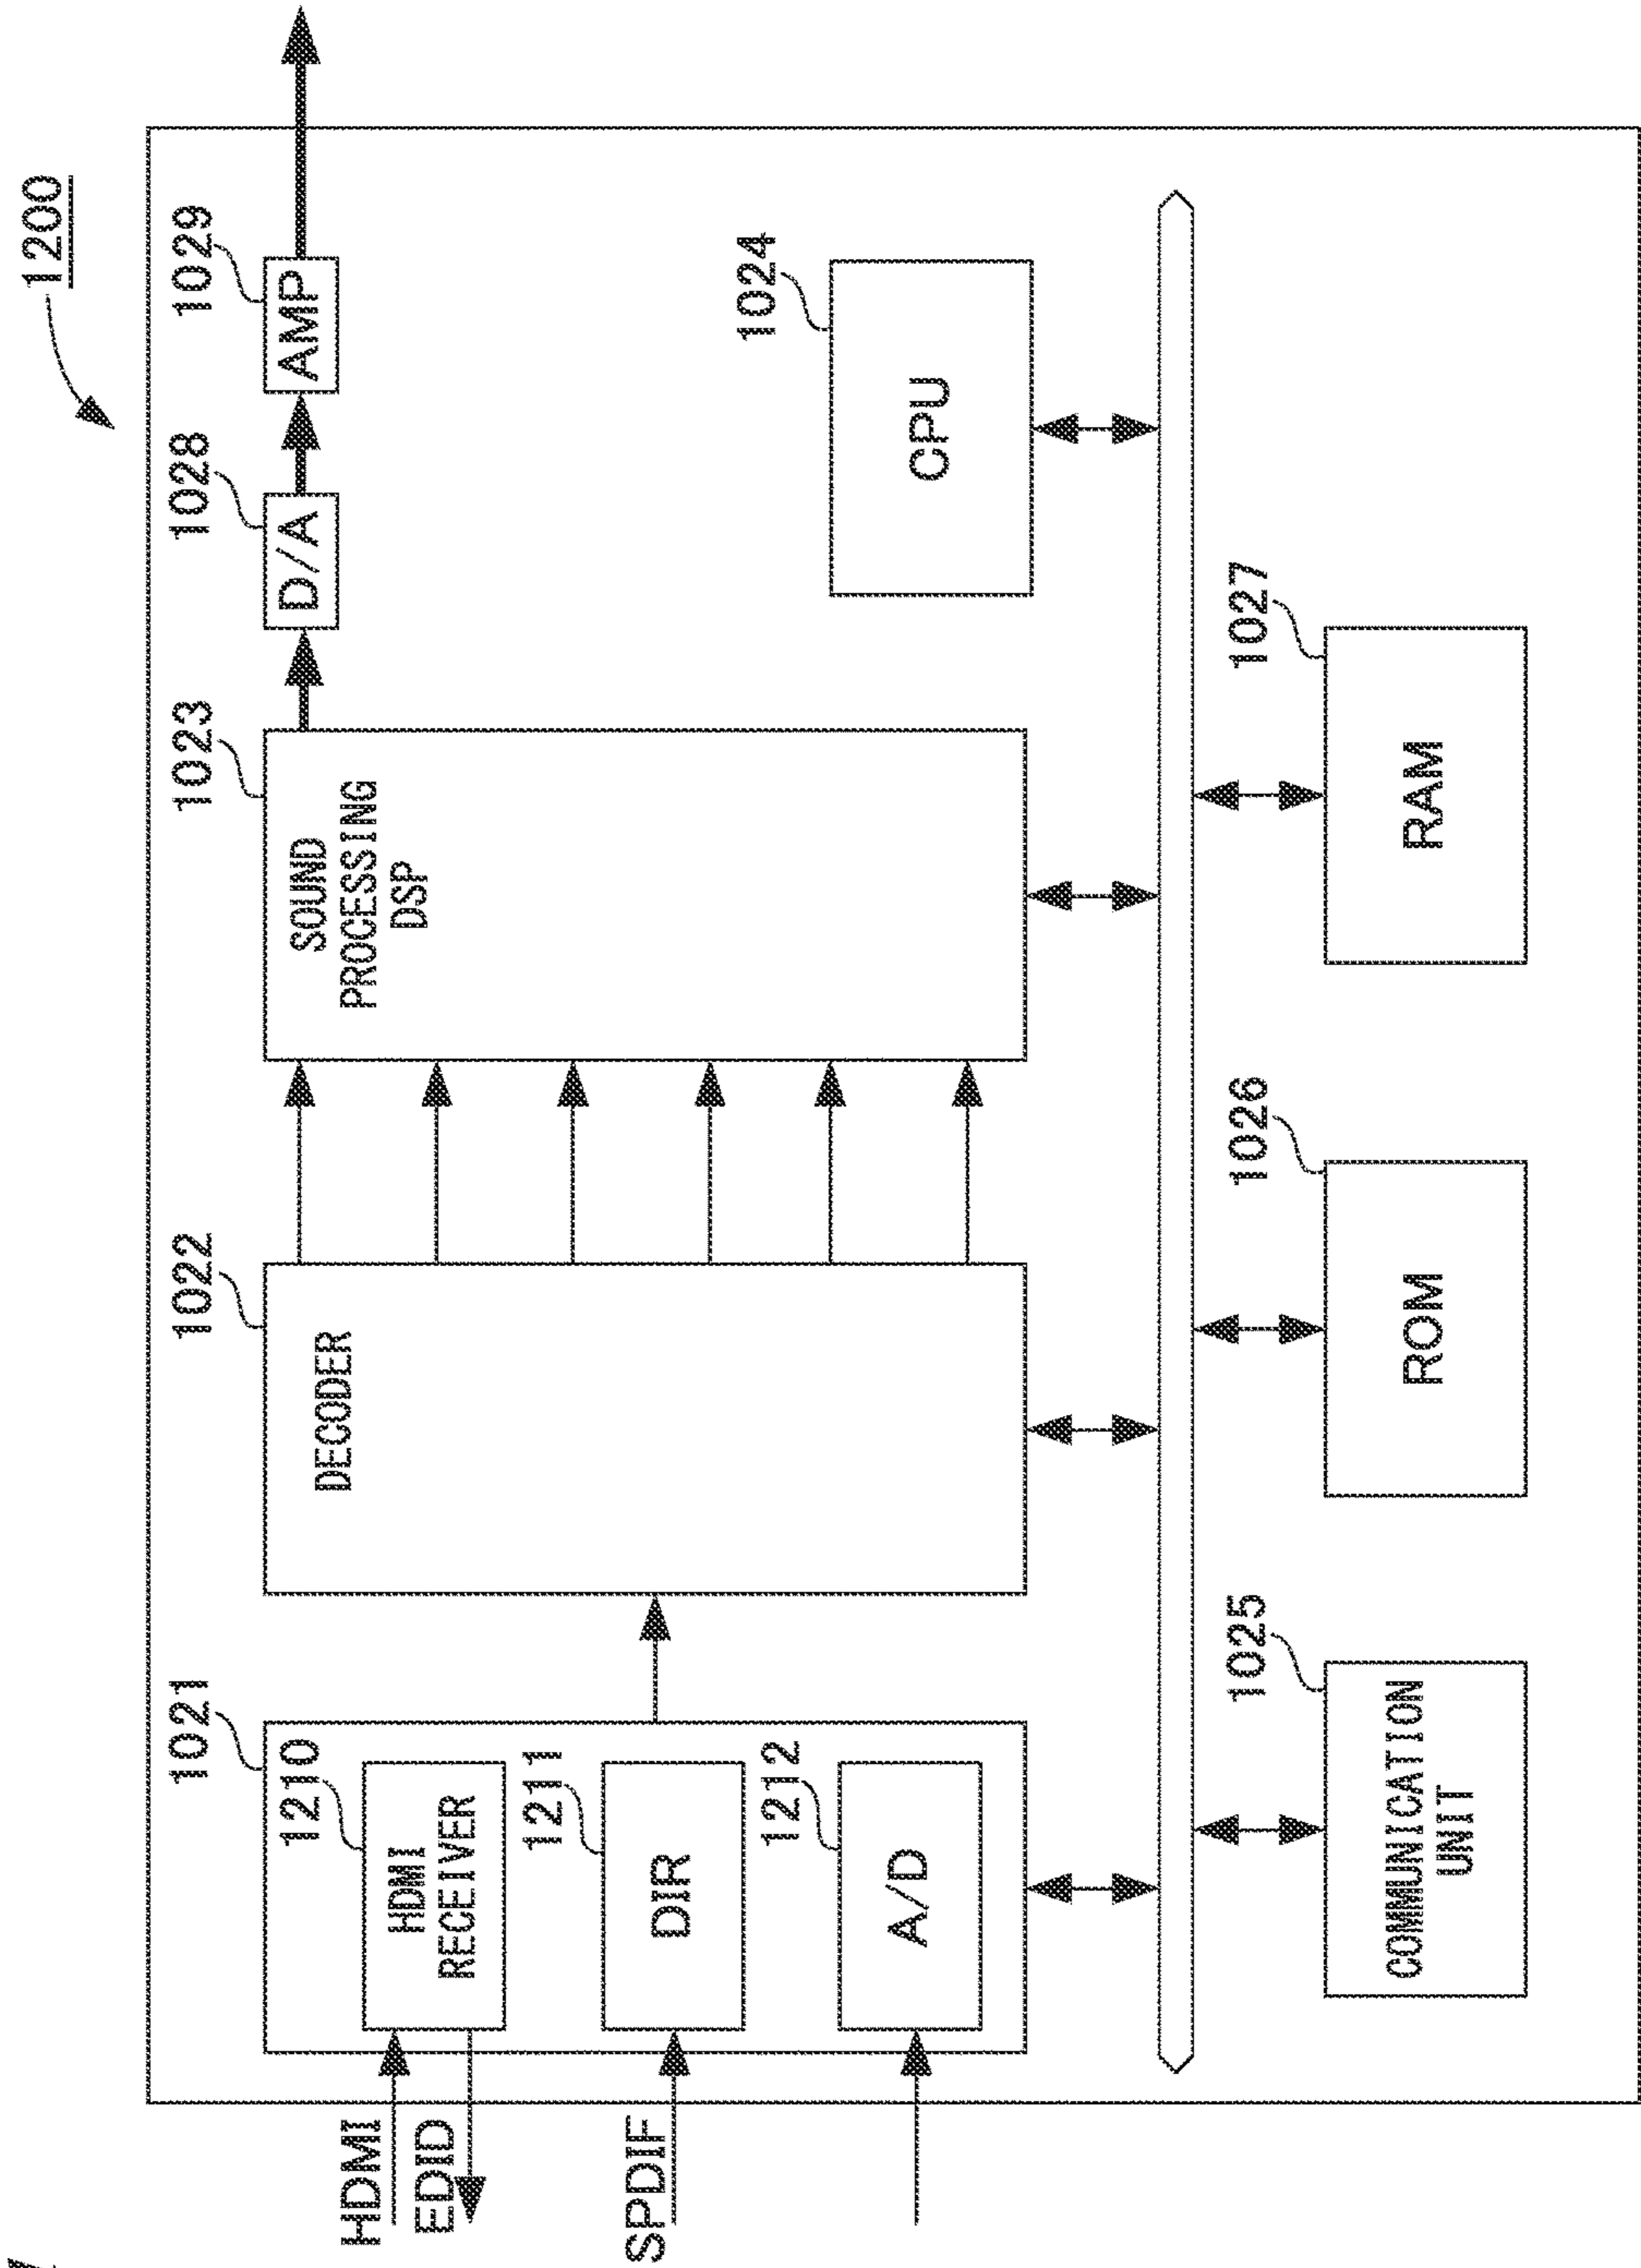 1200
1021
1022
1023
1028
1029
1210
HDMI
RECEIVER
HDMI
EDID
1211
DIR
SPDIF
1212
A/D
DECODER
SOUND
PROCESSING
DSP
D/A
AMP
1024
CPU
1025
COMMUNICATION
UNIT
1026
ROM
1027
RAM